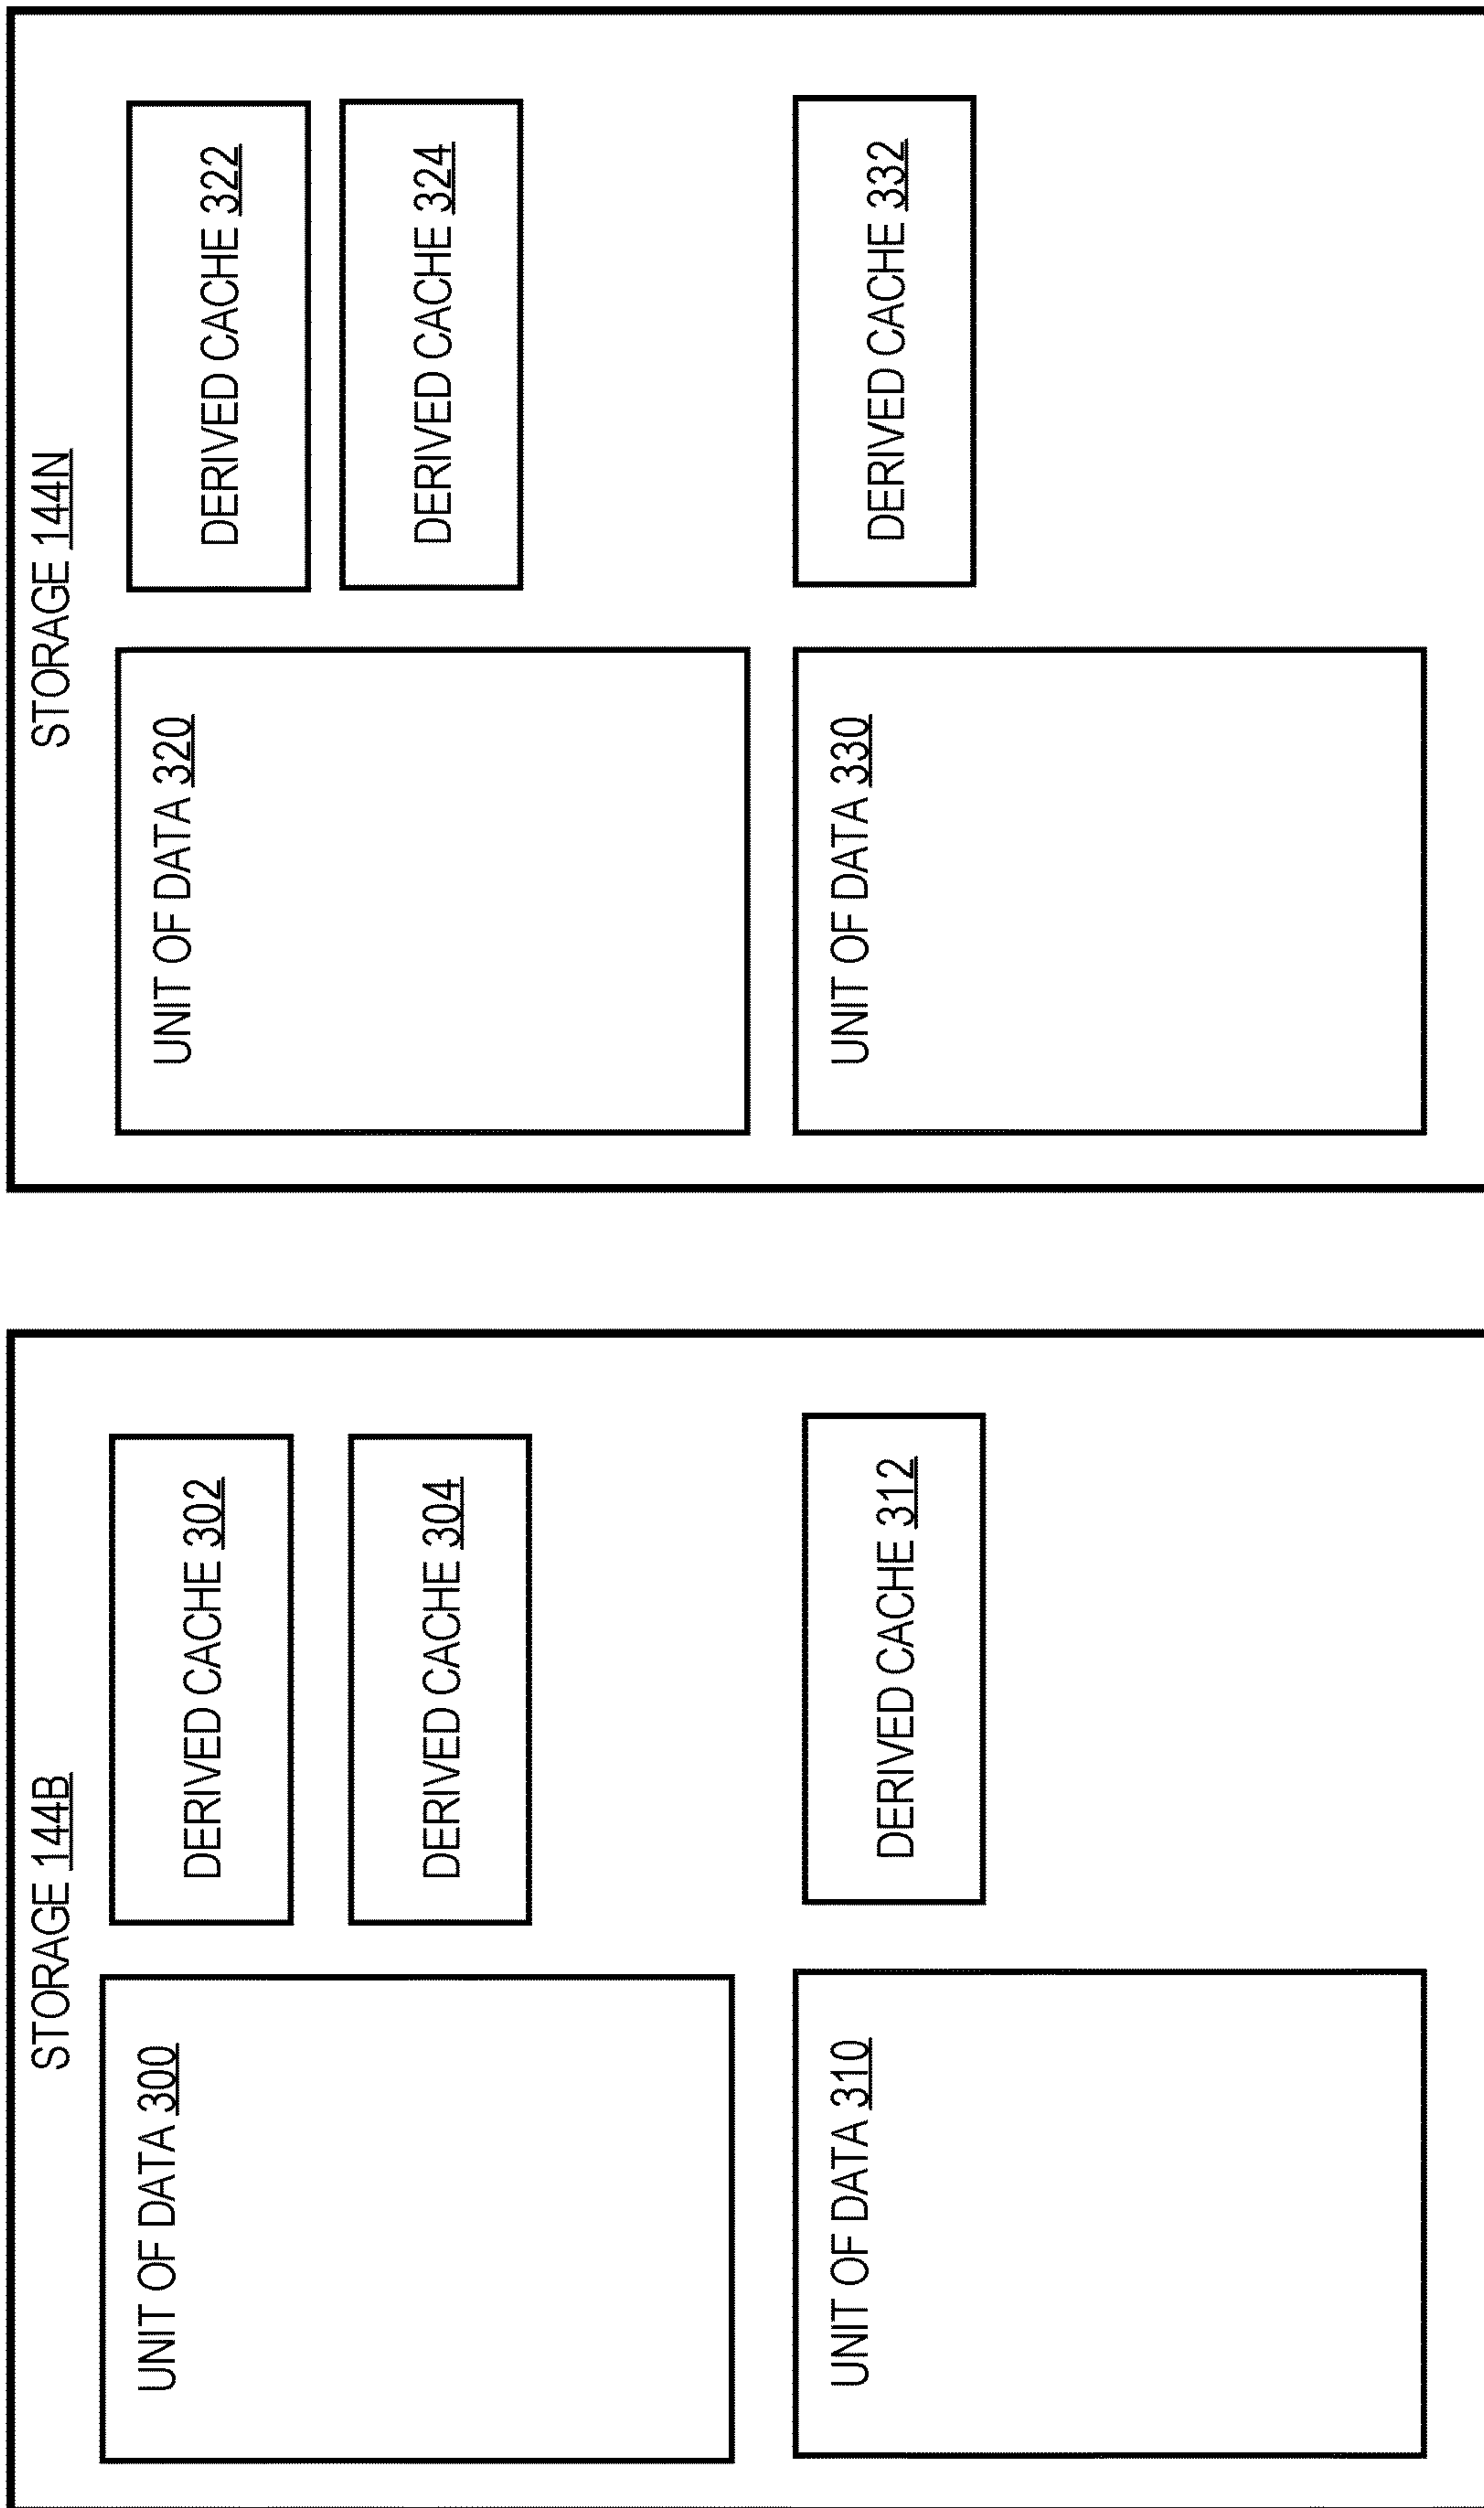 STORAGE 144B
UNIT OF DATA 300
DERIVED CACHE 302
DERIVED CACHE 304
UNIT OF DATA 310
DERIVED CACHE 312
STORAGE 144N
UNIT OF DATA 320
DERIVED CACHE 322
DERIVED CACHE 324
UNIT OF DATA 330
DERIVED CACHE 332